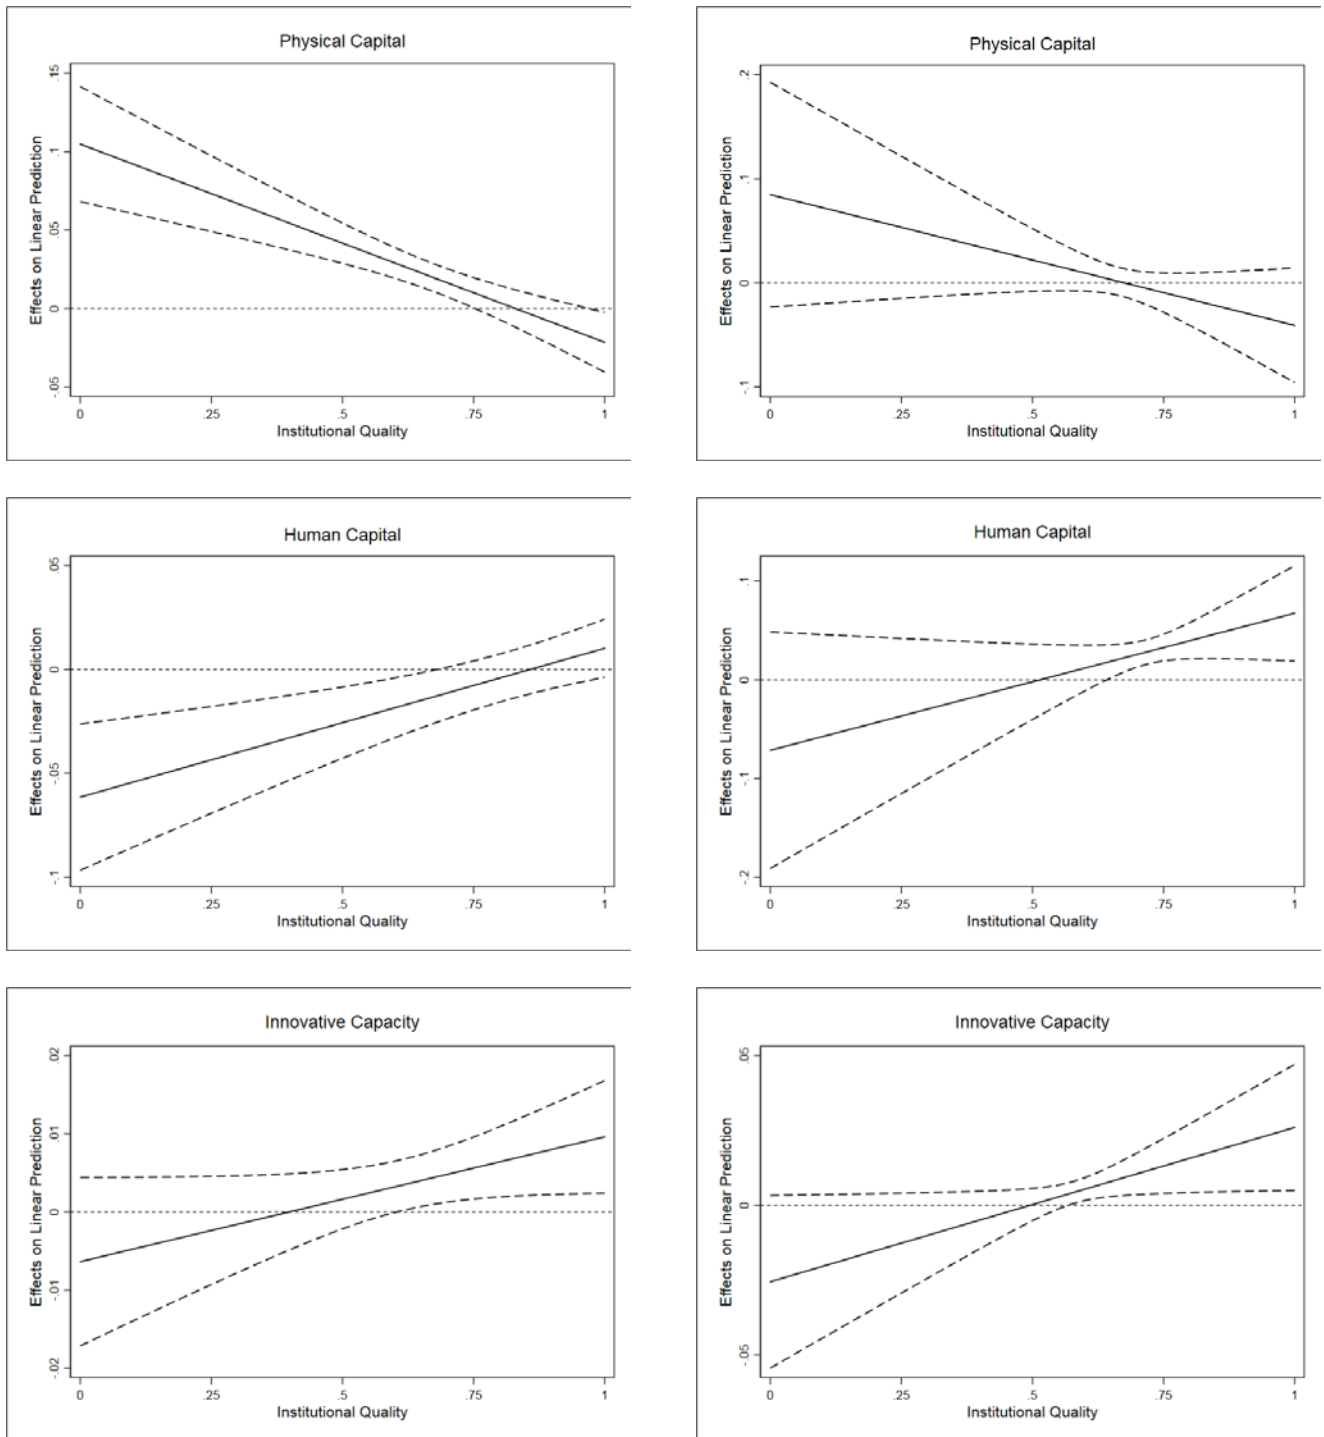 Physical Capital
Effects on Linear Prediction
.15
.1
.05
0
-.05
0 .25 .5 .75 1
Institutional Quality
Physical Capital
Effects on Linear Prediction
.2
.1
0
-.1
0 .25 .5 .75 1
Institutional Quality
Human Capital
Effects on Linear Prediction
.05
0
-.05
-.1
0 .25 .5 .75 1
Institutional Quality
Human Capital
Effects on Linear Prediction
.1
0
-.1
-.2
0 .25 .5 .75 1
Institutional Quality
Innovative Capacity
Effects on Linear Prediction
.02
.01
0
-.01
-.02
0 .25 .5 .75 1
Institutional Quality
Innovative Capacity
Effects on Linear Prediction
.05
0
-.05
0 .25 .5 .75 1
Institutional Quality